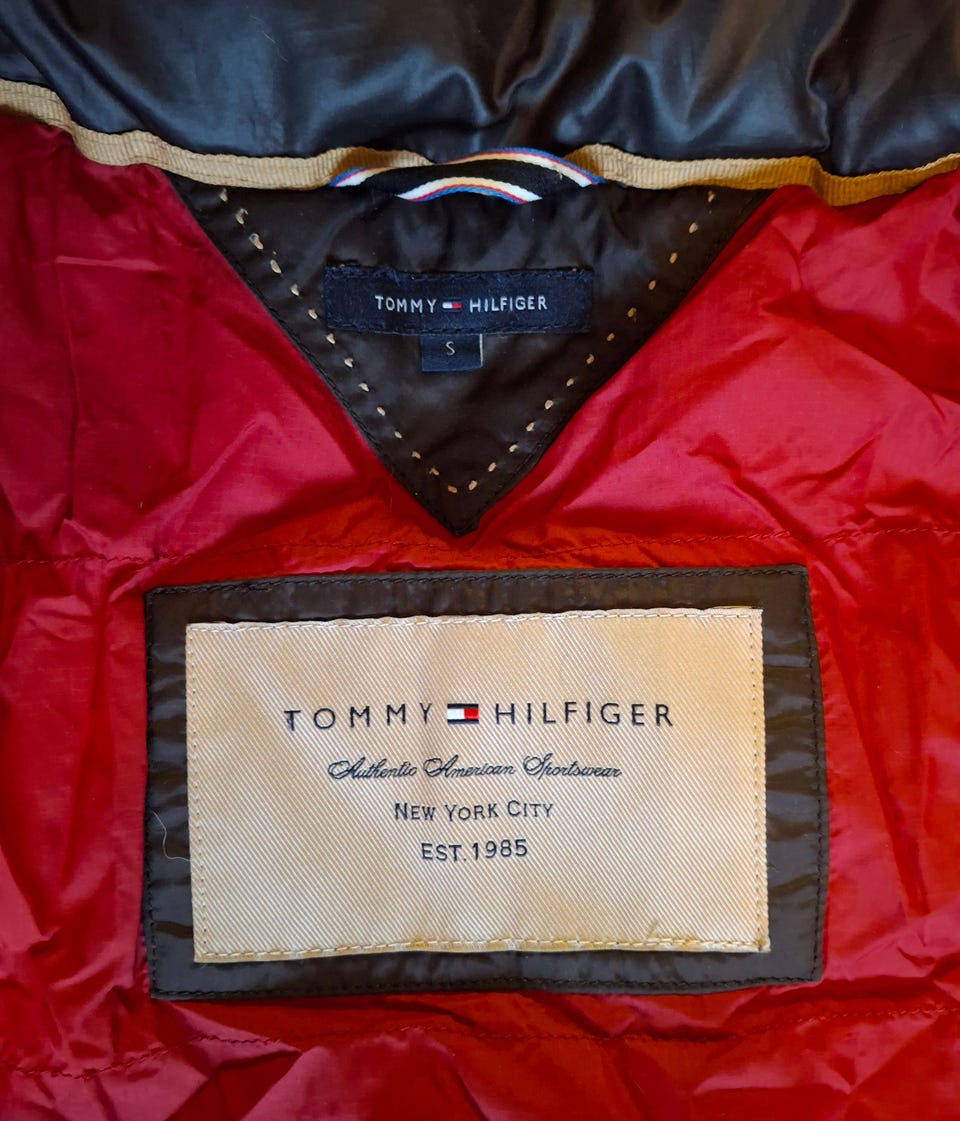 TOMMY HILFIGER
S
TOMMY HILFIGER
Authentic American Sportswear
NEW YORK CITY
EST. 1985